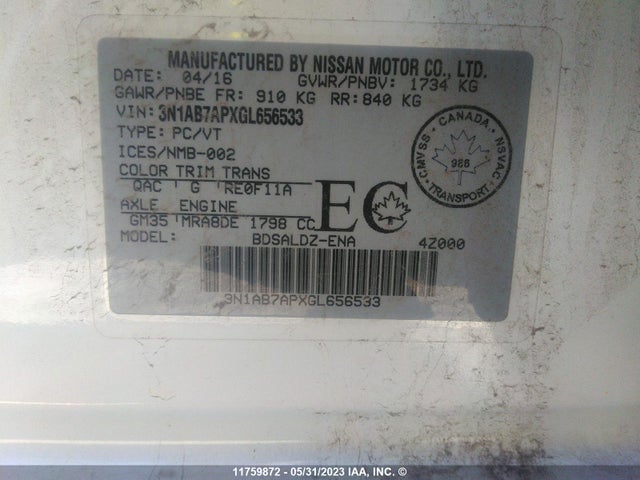 MANUFACTURED BY NISSAN MOTOR CO., LTD.
DATE: 04/16 GVWR/PNBV: 1734 KG
GAWR/PNBE FR: 910 KG RR: 840 KG
VIN: 3N1AB7APXGL656533
TYPE: PC/VT
ICES/NMB-002
COLOR TRIM TRANS
QAC G RE0F11A
AXLE ENGINE
GM35 MRA8DE 1798 CC
EC
MODEL: BDSALDZ-ENA 4Z000
3N1AB7APXGL656533
CMVSS - CANADA - NSVAC
986
TRANSPORT
11759872 - 05/31/2023 IAA, INC. ©